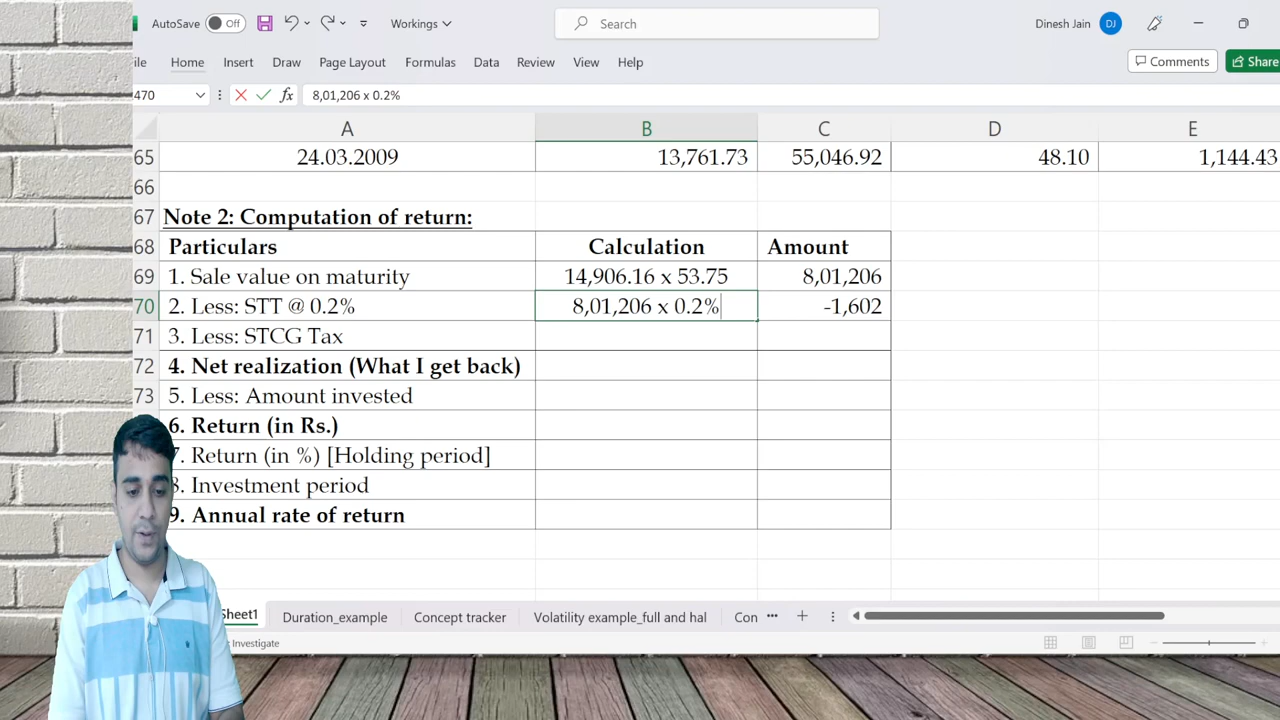 AutoSave Off Workings Search Dinesh Jain DJ
Home Insert Draw Page Layout Formulas Data Review View Help Comments Share
470 fx 8,01,206 x 0.2%
A B C D E
65 24.03.2009 13,761.73 55,046.92 48.10 1,144.43
66
67 Note 2: Computation of return:
68 Particulars Calculation Amount
69 1. Sale value on maturity 14,906.16 x 53.75 8,01,206
70 2. Less: STT @ 0.2% 8,01,206 x 0.2% -1,602
71 3. Less: STCG Tax
72 4. Net realization (What I get back)
73 5. Less: Amount invested
6. Return (in Rs.)
7. Return (in %) [Holding period]
8. Investment period
9. Annual rate of return
Sheet1 Duration_example Concept tracker Volatility example_full and hal Con
Investigate